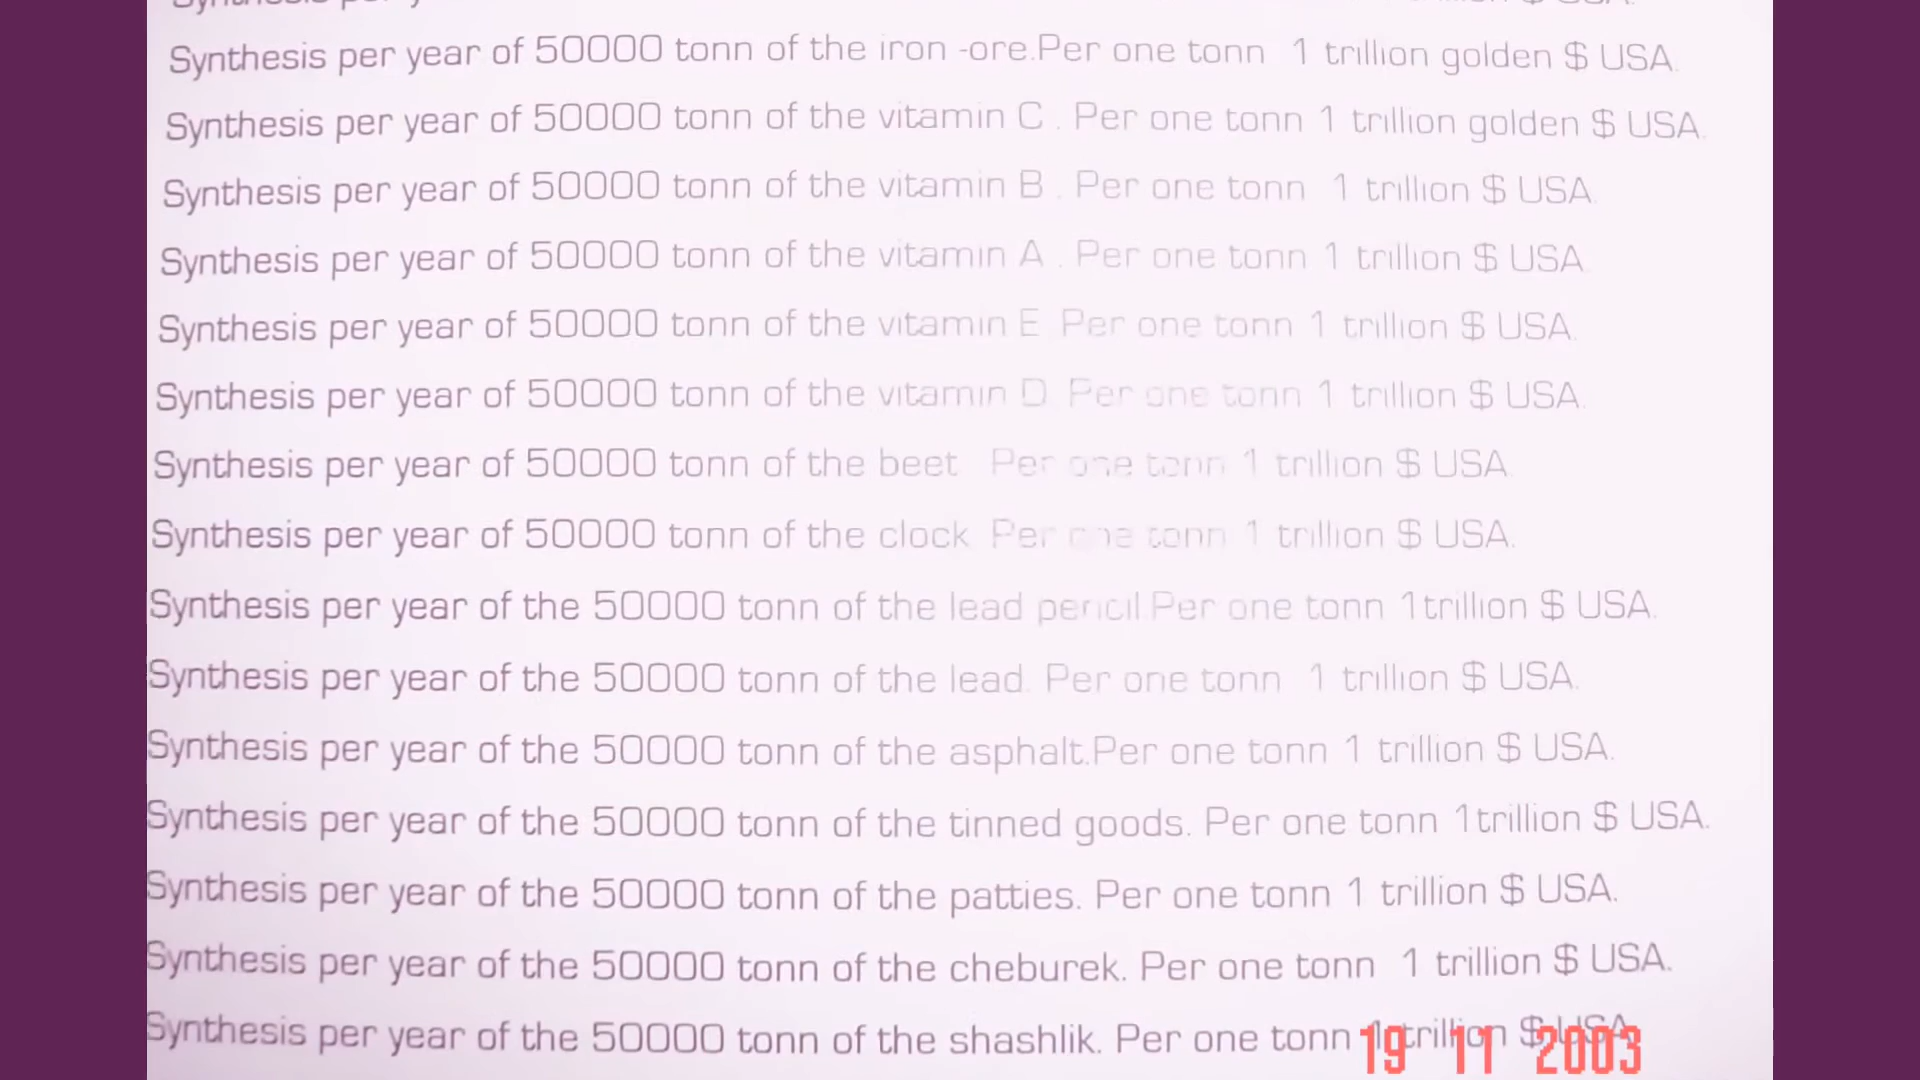 Synthesis per year of 50000 tonn of the iron -ore.Per one tonn 1 trillion golden $ USA.
Synthesis per year of 50000 tonn of the vitamin C . Per one tonn 1 trillion golden $ USA.
Synthesis per year of 50000 tonn of the vitamin B . Per one tonn 1 trillion $ USA.
Synthesis per year of 50000 tonn of the vitamin A . Per one tonn 1 trillion $ USA.
Synthesis per year of 50000 tonn of the vitamin E. Per one tonn 1 trillion $ USA.
Synthesis per year of 50000 tonn of the vitamin D. Per one tonn 1 trillion $ USA.
Synthesis per year of 50000 tonn of the beet . Per one tonn 1 trillion $ USA.
Synthesis per year of 50000 tonn of the clock. Per one tonn 1 trillion $ USA.
Synthesis per year of the 50000 tonn of the lead pencil.Per one tonn 1trillion $ USA.
Synthesis per year of the 50000 tonn of the lead. Per one tonn 1 trillion $ USA.
Synthesis per year of the 50000 tonn of the asphalt.Per one tonn 1 trillion $ USA.
Synthesis per year of the 50000 tonn of the tinned goods. Per one tonn 1trillion $ USA.
Synthesis per year of the 50000 tonn of the patties. Per one tonn 1 trillion $ USA.
Synthesis per year of the 50000 tonn of the cheburek. Per one tonn 1 trillion $ USA.
Synthesis per year of the 50000 tonn of the shashlik. Per one tonn 1 trillion $ USA.
19 11 2003